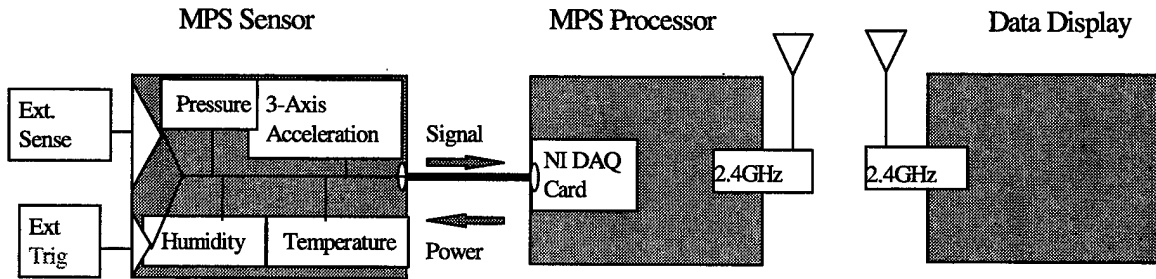 MPS Sensor
MPS Processor
Data Display
Ext.
Sense
Pressure
3-Axis
Acceleration
Signal
NI DAQ
Card
2.4GHz
2.4GHz
Ext
Trig
Humidity
Temperature
Power